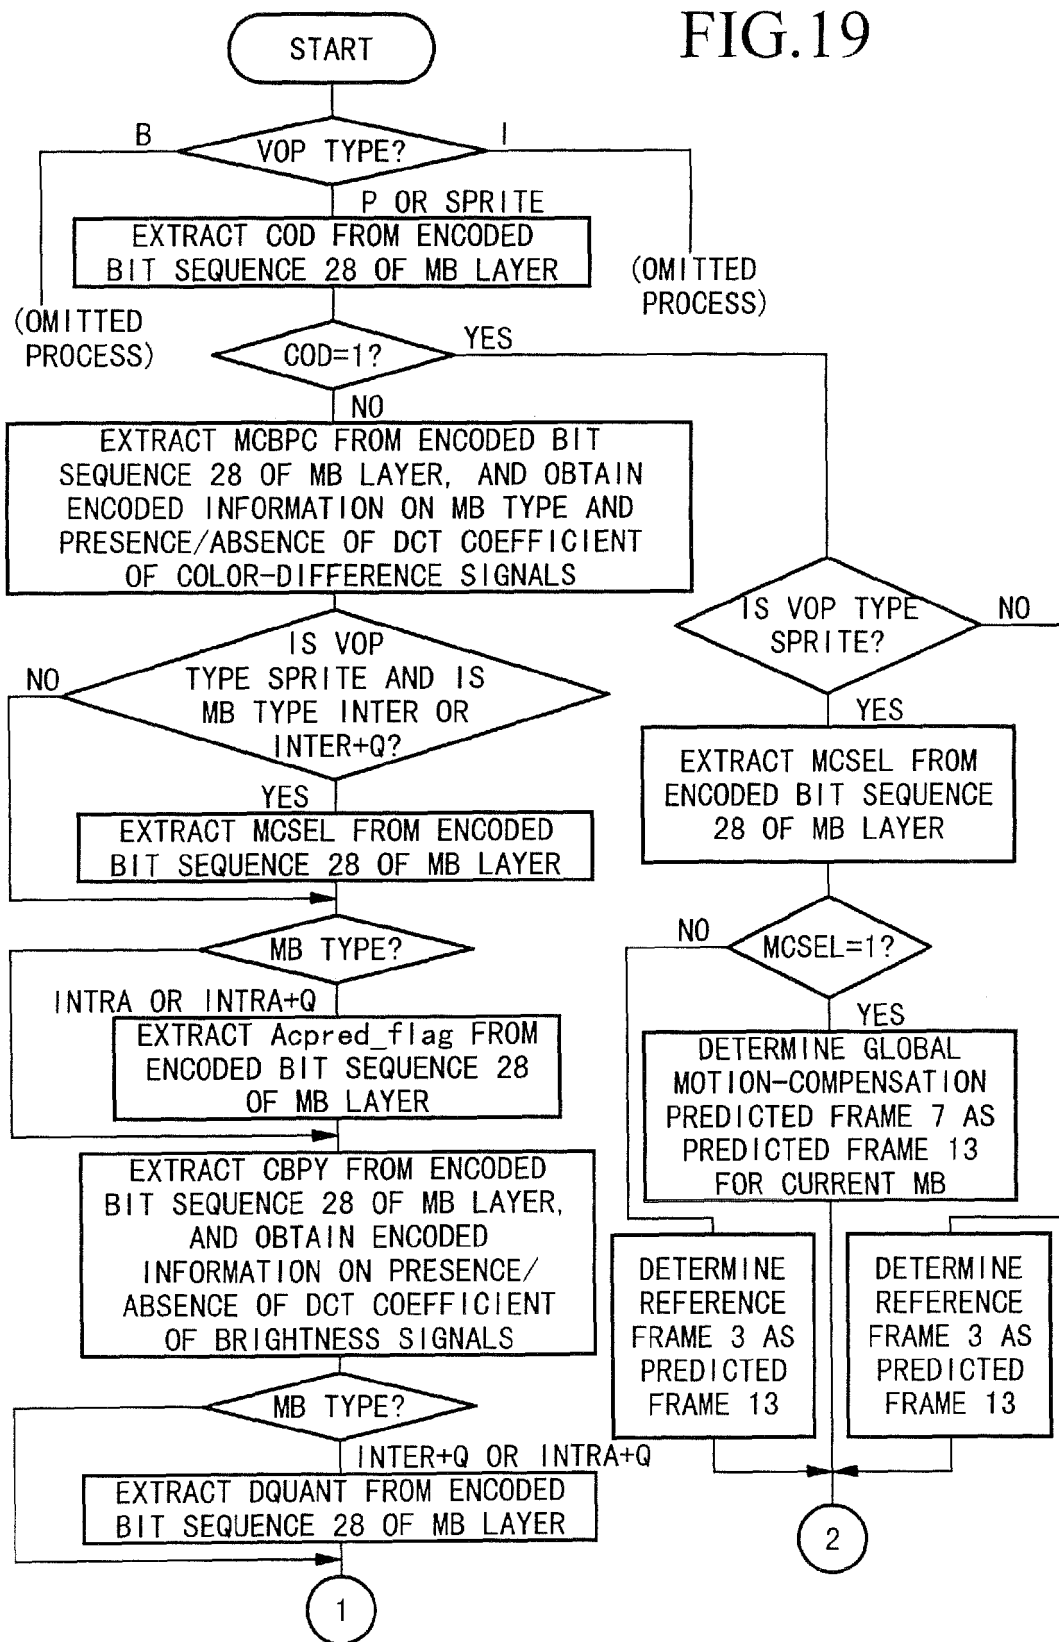 FIG.19
START
B
VOP TYPE?
I
P OR SPRITE
EXTRACT COD FROM ENCODED
BIT SEQUENCE 28 OF MB LAYER
(OMITTED
PROCESS)
(OMITTED
PROCESS)
COD=1?
YES
NO
EXTRACT MCBPC FROM ENCODED BIT
SEQUENCE 28 OF MB LAYER, AND OBTAIN
ENCODED INFORMATION ON MB TYPE AND
PRESENCE/ABSENCE OF DCT COEFFICIENT
OF COLOR-DIFFERENCE SIGNALS
IS VOP
TYPE SPRITE AND IS
MB TYPE INTER OR
INTER+Q?
NO
YES
EXTRACT MCSEL FROM ENCODED
BIT SEQUENCE 28 OF MB LAYER
MB TYPE?
INTRA OR INTRA+Q
EXTRACT Acpred_flag FROM
ENCODED BIT SEQUENCE 28
OF MB LAYER
EXTRACT CBPY FROM ENCODED
BIT SEQUENCE 28 OF MB LAYER,
AND OBTAIN ENCODED
INFORMATION ON PRESENCE/
ABSENCE OF DCT COEFFICIENT
OF BRIGHTNESS SIGNALS
MB TYPE?
INTER+Q OR INTRA+Q
EXTRACT DQUANT FROM ENCODED
BIT SEQUENCE 28 OF MB LAYER
1
IS VOP TYPE
SPRITE?
NO
YES
EXTRACT MCSEL FROM
ENCODED BIT SEQUENCE
28 OF MB LAYER
NO
MCSEL=1?
YES
DETERMINE GLOBAL
MOTION-COMPENSATION
PREDICTED FRAME 7 AS
PREDICTED FRAME 13
FOR CURRENT MB
DETERMINE
REFERENCE
FRAME 3 AS
PREDICTED
FRAME 13
DETERMINE
REFERENCE
FRAME 3 AS
PREDICTED
FRAME 13
2